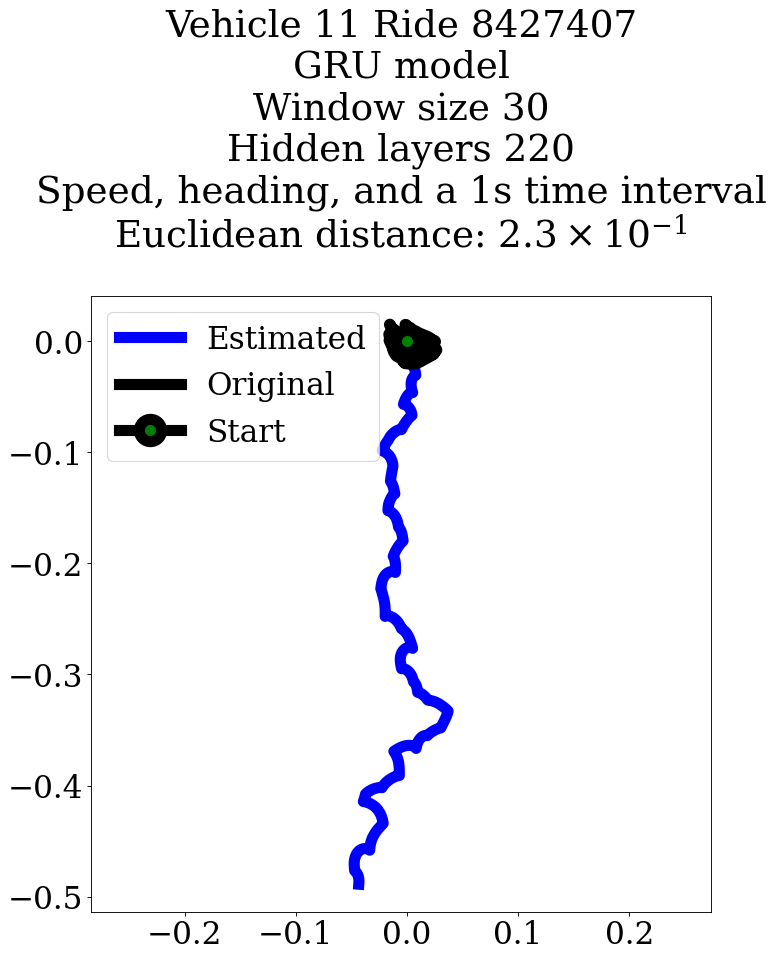 Vehicle 11 Ride 8427407
GRU model
Window size 30
Hidden layers 220
Speed, heading, and a 1s time interval
Euclidean distance: 2.3 × 10⁻¹
Estimated
Original
Start
0.0
−0.1
−0.2
−0.3
−0.4
−0.5
−0.2 −0.1 0.0 0.1 0.2